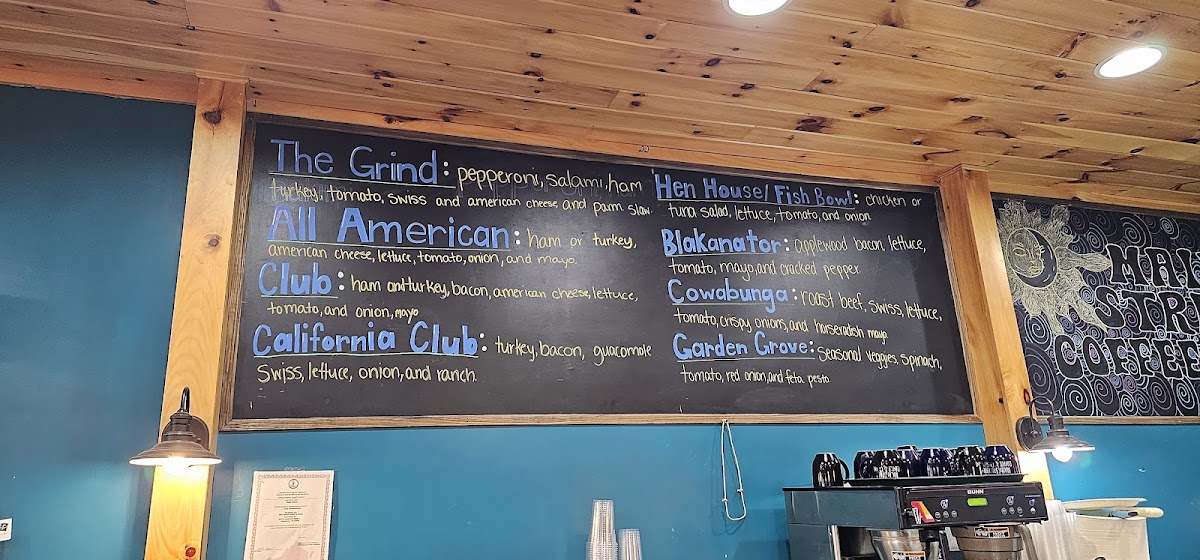 The Grind: pepperoni, salami, ham
turkey, tomato, swiss and american cheese and parm slaw.
All American: ham or turkey,
american cheese, lettuce, tomato, onion, and mayo.
Club: ham and turkey, bacon, american cheese, lettuce,
tomato, and onion, mayo
California Club: turkey, bacon, guacomole
Swiss, lettuce, onion, and ranch.
Hen House/ Fish Bowl: chicken or
tuna salad, lettuce, tomato, and onion
Blakanator: applewood bacon, lettuce,
tomato, mayo, and cracked pepper
Cowabunga: roast beef, swiss, lettuce,
tomato, crispy onions, and horseradish mayo
Garden Grove: seasonal veggies, spinach,
tomato, red onion, and feta pesto
BUNN